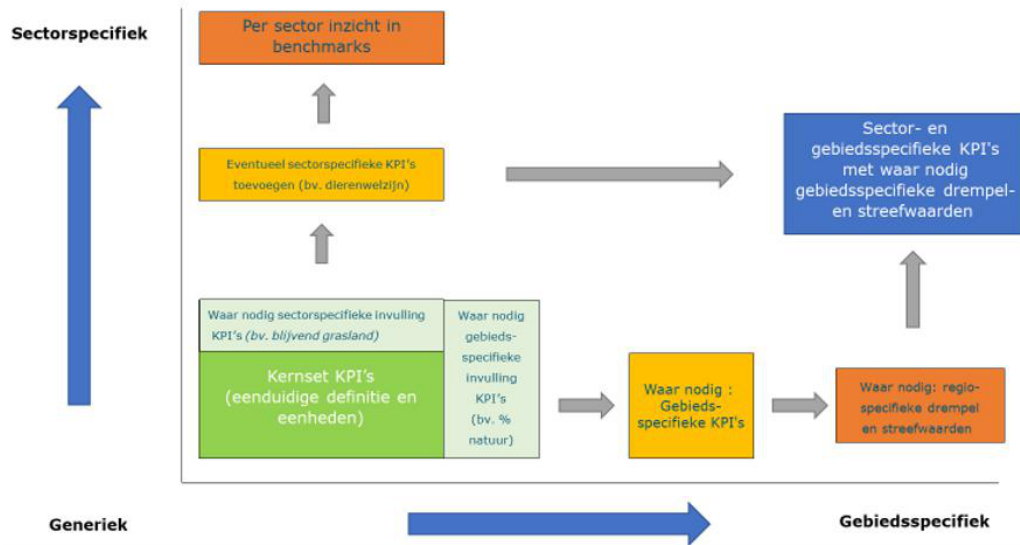 Sectorspecifiek
Per sector inzicht in
benchmarks
Eventueel sectorspecifieke KPI's
toevoegen (bv. dierenwelzijn)
Sector- en
gebiedsspecifieke KPI's
met waar nodig
gebiedsspecifieke drempel-
en streefwaarden
Waar nodig sectorspecifieke invulling
KPI's (bv. blijvend grasland)
Waar nodig
gebieds-
specifieke
invulling
KPI's
(bv. %
natuur)
Kernset KPI's
(eenduidige definitie en
eenheden)
Waar nodig :
Gebieds-
specifieke KPI's
Waar nodig: regio-
specifieke drempel
en streefwaarden
Generiek
Gebiedsspecifiek